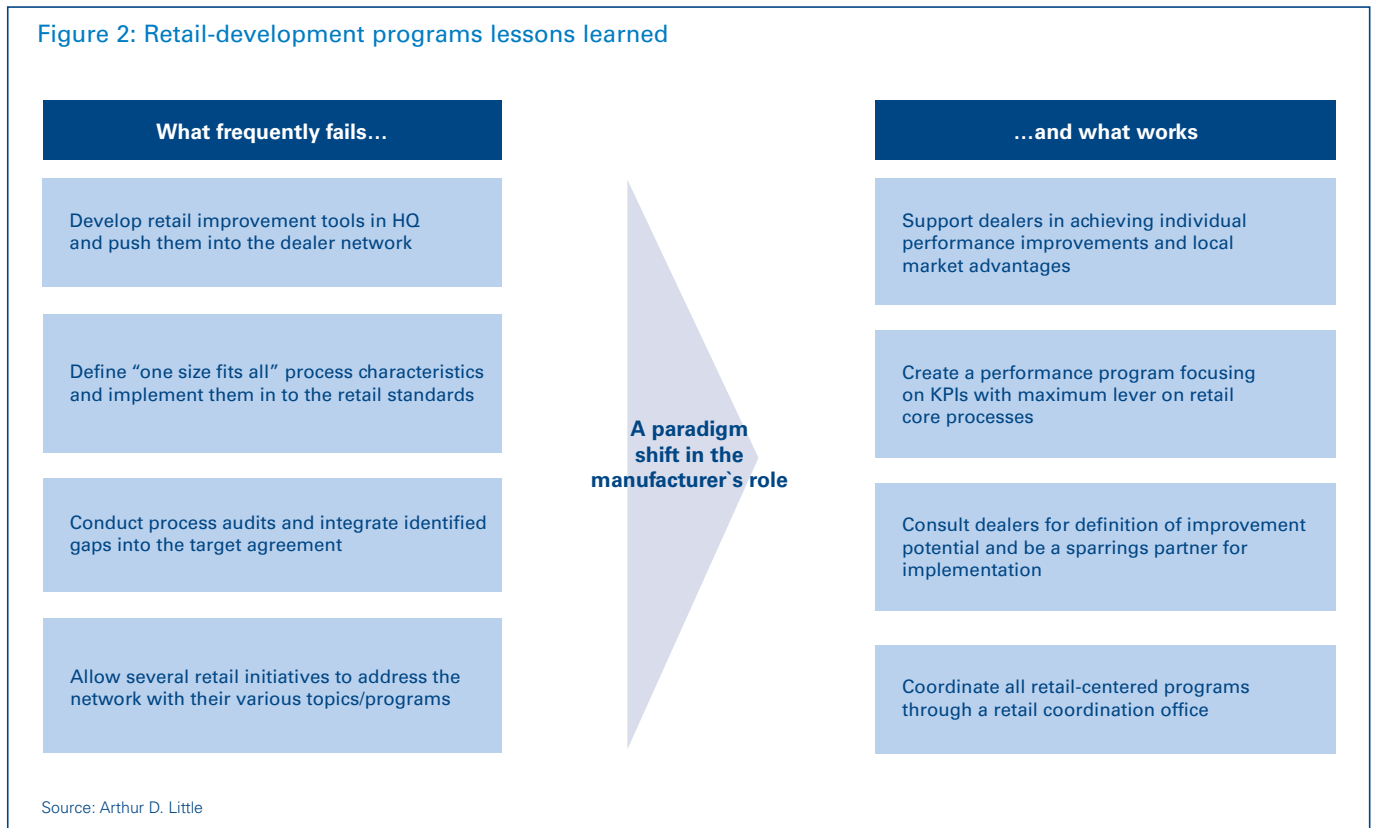 Figure 2: Retail-development programs lessons learned
What frequently fails…
Develop retail improvement tools in HQ
and push them into the dealer network
Define “one size fits all” process characteristics
and implement them in to the retail standards
Conduct process audits and integrate identified
gaps into the target agreement
Allow several retail initiatives to address the
network with their various topics/programs
A paradigm
shift in the
manufacturer`s role
…and what works
Support dealers in achieving individual
performance improvements and local
market advantages
Create a performance program focusing
on KPIs with maximum lever on retail
core processes
Consult dealers for definition of improvement
potential and be a sparrings partner for
implementation
Coordinate all retail-centered programs
through a retail coordination office
Source: Arthur D. Little